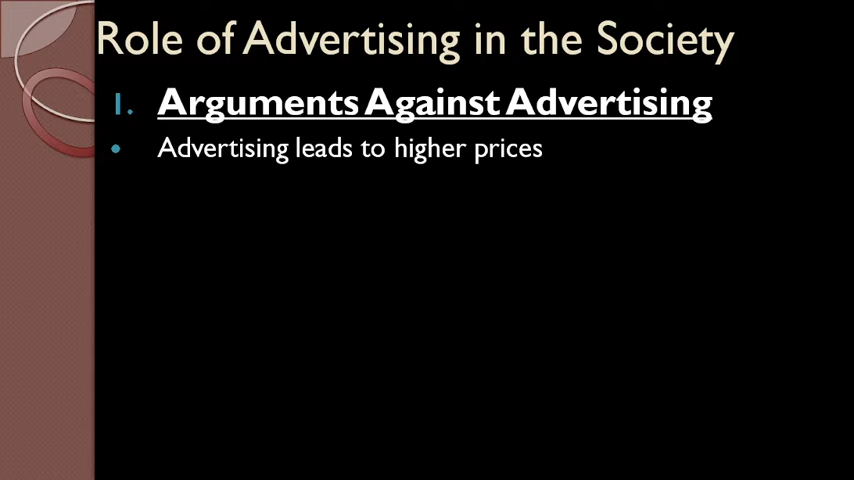 Role of Advertising in the Society
1. Arguments Against Advertising
• Advertising leads to higher prices